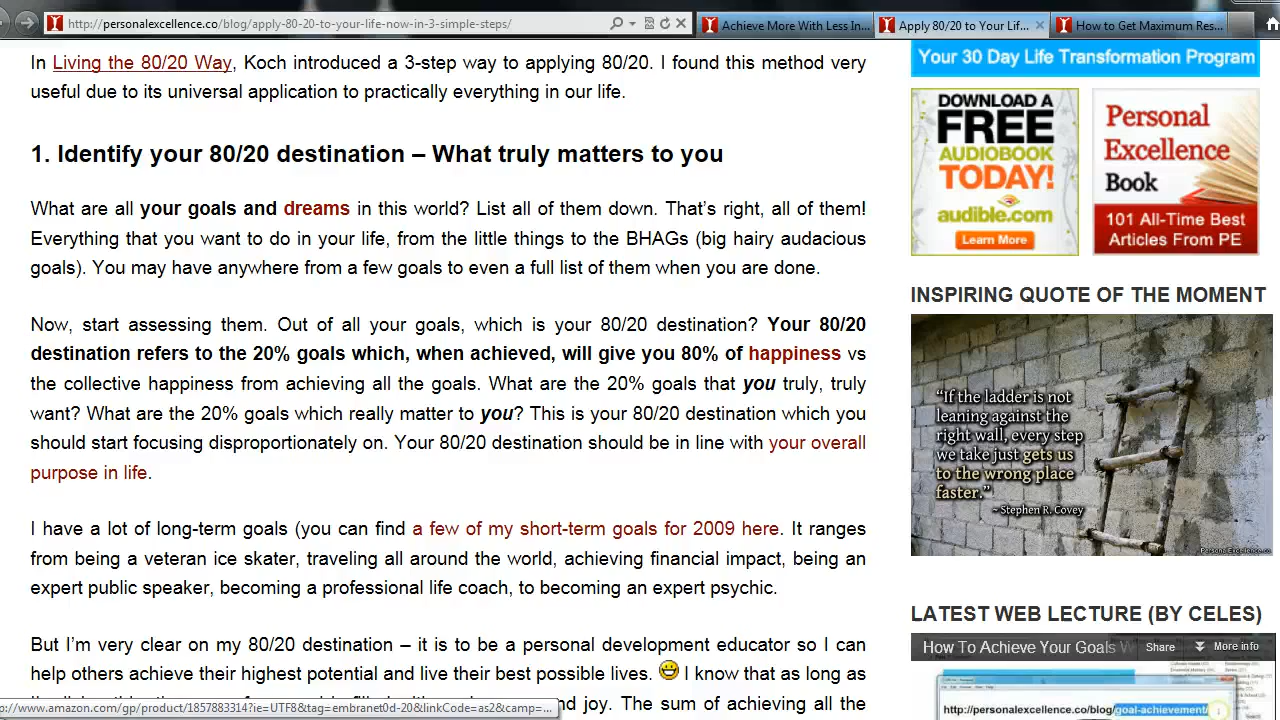 http://personalexcellence.co/blog/apply-80-20-to-your-life-now-in-3-simple-steps/
Achieve More With Less In...
Apply 80/20 to Your Lif...
How to Get Maximum Res...
In Living the 80/20 Way, Koch introduced a 3-step way to applying 80/20. I found this method very
useful due to its universal application to practically everything in our life.
1. Identify your 80/20 destination – What truly matters to you
What are all your goals and dreams in this world? List all of them down. That's right, all of them!
Everything that you want to do in your life, from the little things to the BHAGs (big hairy audacious
goals). You may have anywhere from a few goals to even a full list of them when you are done.
Now, start assessing them. Out of all your goals, which is your 80/20 destination? Your 80/20
destination refers to the 20% goals which, when achieved, will give you 80% of happiness vs
the collective happiness from achieving all the goals. What are the 20% goals that you truly, truly
want? What are the 20% goals which really matter to you? This is your 80/20 destination which you
should start focusing disproportionately on. Your 80/20 destination should be in line with your overall
purpose in life.
I have a lot of long-term goals (you can find a few of my short-term goals for 2009 here. It ranges
from being a veteran ice skater, traveling all around the world, achieving financial impact, being an
expert public speaker, becoming a professional life coach, to becoming an expert psychic.
But I'm very clear on my 80/20 destination – it is to be a personal development educator so I can
help others achieve their highest potential and live their best possible lives. I know that as long as
nd joy. The sum of achieving all the
p://www.amazon.com/gp/product/1857883314?ie=UTF8&tag=embrannd-20&linkCode=as2&camp=...
Your 30 Day Life Transformation Program
DOWNLOAD A
FREE
AUDIOBOOK
TODAY!
audible.com
Learn More
Personal
Excellence
Book
101 All-Time Best
Articles From PE
INSPIRING QUOTE OF THE MOMENT
"If the ladder is not
leaning against the
right wall, every step
we take just gets us
to the wrong place
faster."
~ Stephen R. Covey
PersonalExcellence.co
LATEST WEB LECTURE (BY CELES)
How To Achieve Your Goals W
Share
More info
http://personalexcellence.co/blog/goal-achievement/